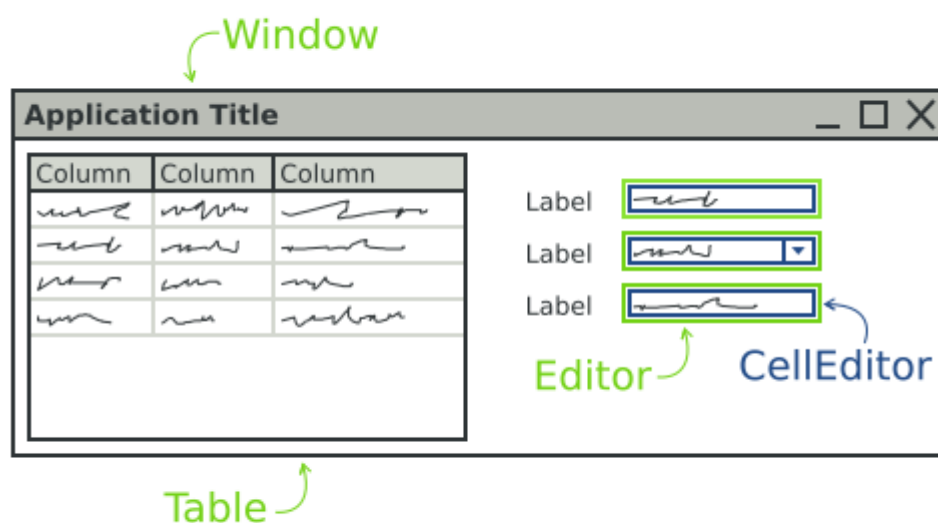 Window
Application Title
Column Column Column
Label
Label
Label
Editor
CellEditor
Table